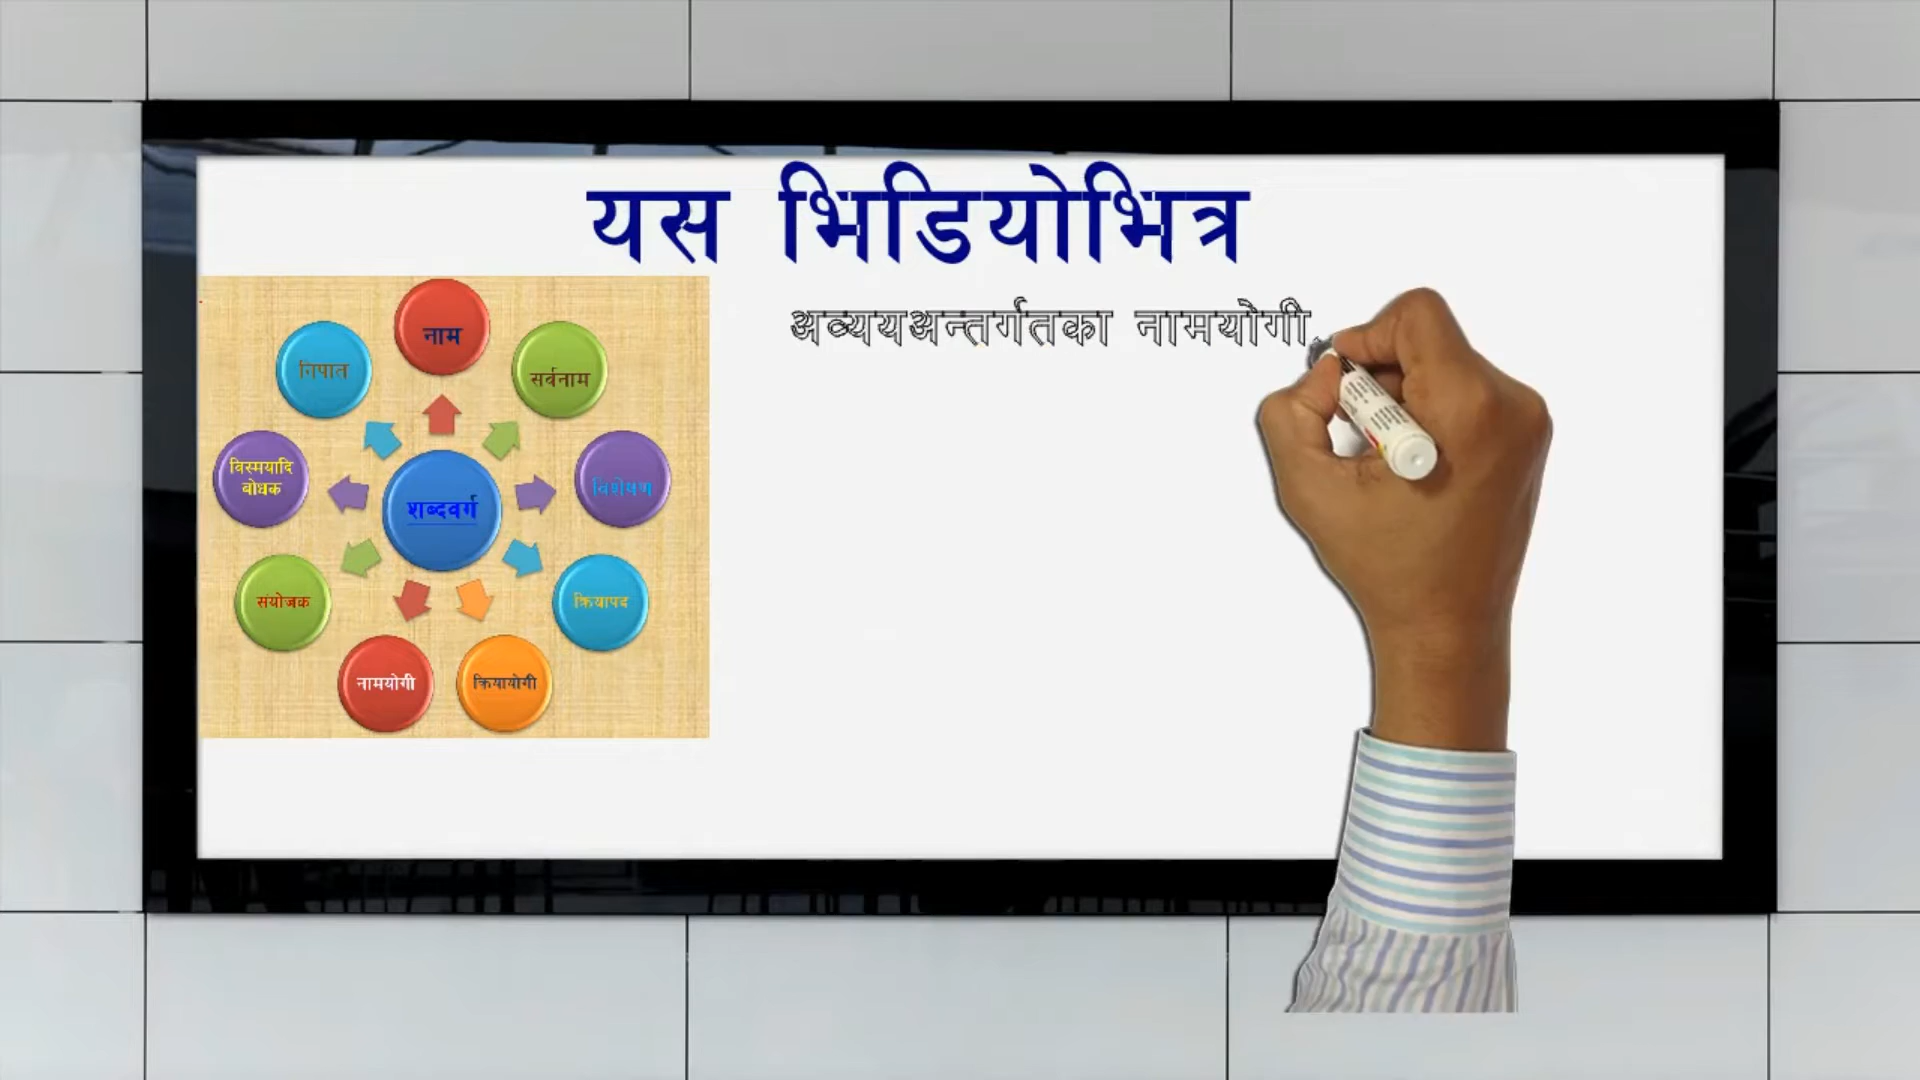 यस भिडियोभित्र
अव्ययअन्तर्गतका नामयोगी,
नाम
निपात
सर्वनाम
विस्मयादि
बोधक
विशेषण
शब्दवर्ग
संयोजक
क्रियापद
नामयोगी
क्रियायोगी